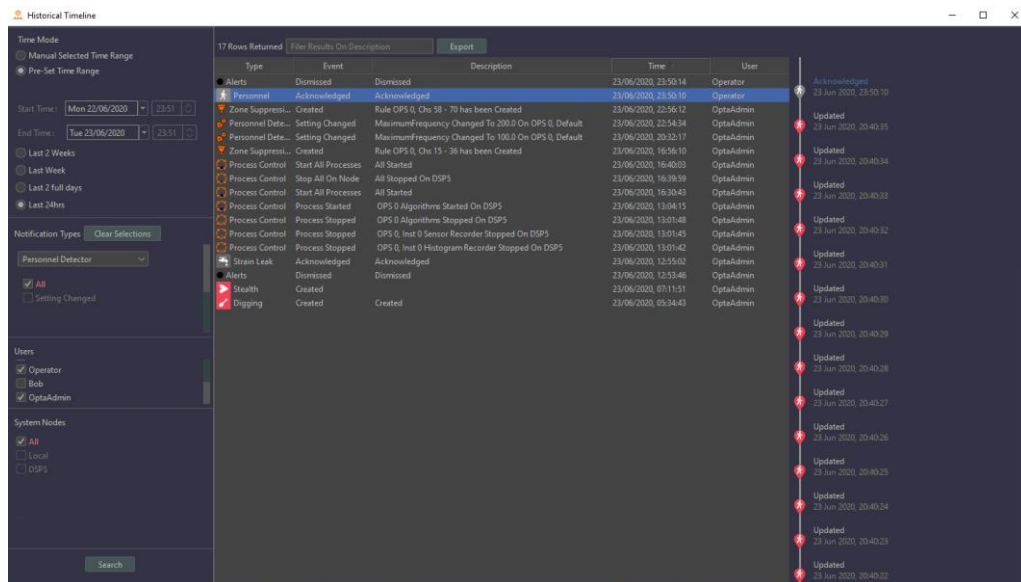 Historical Timeline
Time Mode
Manual Selected Time Range
Pre-Set Time Range
Start Time: Mon 22/06/2020 23:51
End Time: Tue 23/06/2020 23:51
Last 2 Weeks
Last Week
Last 2 full days
Last 24hrs
Notification Types Clear Selections
Personnel Detector
All
Setting Changed
Users
Operator
Bob
OptaAdmin
System Nodes
All
Local
DSP5
Search
17 Rows Returned Filer Results On Description Export
Type Event Description Time User
Alerts Dismissed Dismissed 23/06/2020, 23:50:14 Operator
Personnel Acknowledged Acknowledged 23/06/2020, 23:50:10 Operator
Zone Suppressi... Created Rule OPS 0, Chs 58 - 70 has been Created 23/06/2020, 22:56:12 OptaAdmin
Personnel Dete... Setting Changed MaximumFrequency Changed To 200.0 On OPS 0, Default 23/06/2020, 22:54:34 OptaAdmin
Personnel Dete... Setting Changed MaximumFrequency Changed To 100.0 On OPS 0, Default 23/06/2020, 20:32:17 OptaAdmin
Zone Suppressi... Created Rule OPS 0, Chs 15 - 36 has been Created 23/06/2020, 16:56:10 OptaAdmin
Process Control Start All Processes All Started 23/06/2020, 16:40:03 OptaAdmin
Process Control Stop All On Node All Stopped On DSP5 23/06/2020, 16:39:59 OptaAdmin
Process Control Start All Processes All Started 23/06/2020, 16:30:43 OptaAdmin
Process Control Process Started OPS 0 Algorithms Started On DSP5 23/06/2020, 13:04:15 OptaAdmin
Process Control Process Stopped OPS 0 Algorithms Stopped On DSP5 23/06/2020, 13:01:48 OptaAdmin
Process Control Process Stopped OPS 0, Inst 0 Sensor Recorder Stopped On DSP5 23/06/2020, 13:01:45 OptaAdmin
Process Control Process Stopped OPS 0, Inst 0 Histogram Recorder Stopped On DSP5 23/06/2020, 13:01:42 OptaAdmin
Strain Leak Acknowledged Acknowledged 23/06/2020, 12:55:02 OptaAdmin
Alerts Dismissed Dismissed 23/06/2020, 12:53:46 OptaAdmin
Stealth Created 23/06/2020, 07:11:51 OptaAdmin
Digging Created Created 23/06/2020, 05:34:43 OptaAdmin
Acknowledged
23 Jun 2020, 23:50:10
Updated
23 Jun 2020, 20:40:35
Updated
23 Jun 2020, 20:40:34
Updated
23 Jun 2020, 20:40:33
Updated
23 Jun 2020, 20:40:32
Updated
23 Jun 2020, 20:40:31
Updated
23 Jun 2020, 20:40:30
Updated
23 Jun 2020, 20:40:29
Updated
23 Jun 2020, 20:40:28
Updated
23 Jun 2020, 20:40:27
Updated
23 Jun 2020, 20:40:26
Updated
23 Jun 2020, 20:40:25
Updated
23 Jun 2020, 20:40:24
Updated
23 Jun 2020, 20:40:23
Updated
23 Jun 2020, 20:40:22